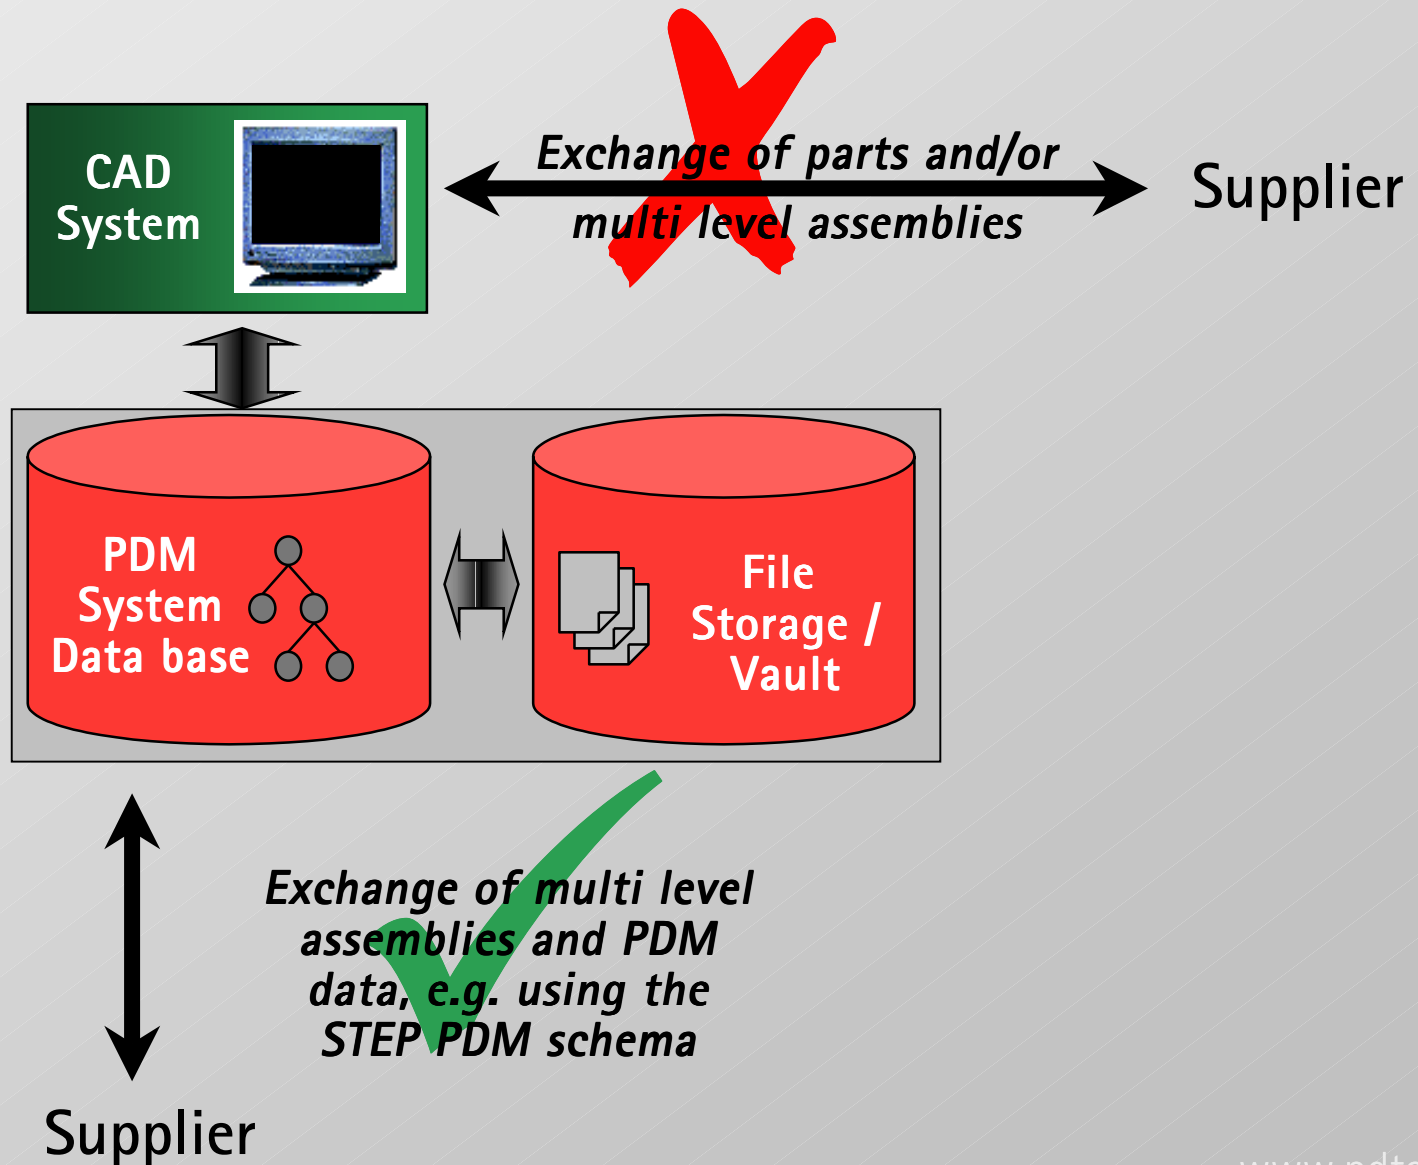 CAD
System
Exchange of parts and/or
multi level assemblies
Supplier
PDM
System
Data base
File
Storage /
Vault
Exchange of multi level
assemblies and PDM
data, e.g. using the
STEP PDM schema
Supplier